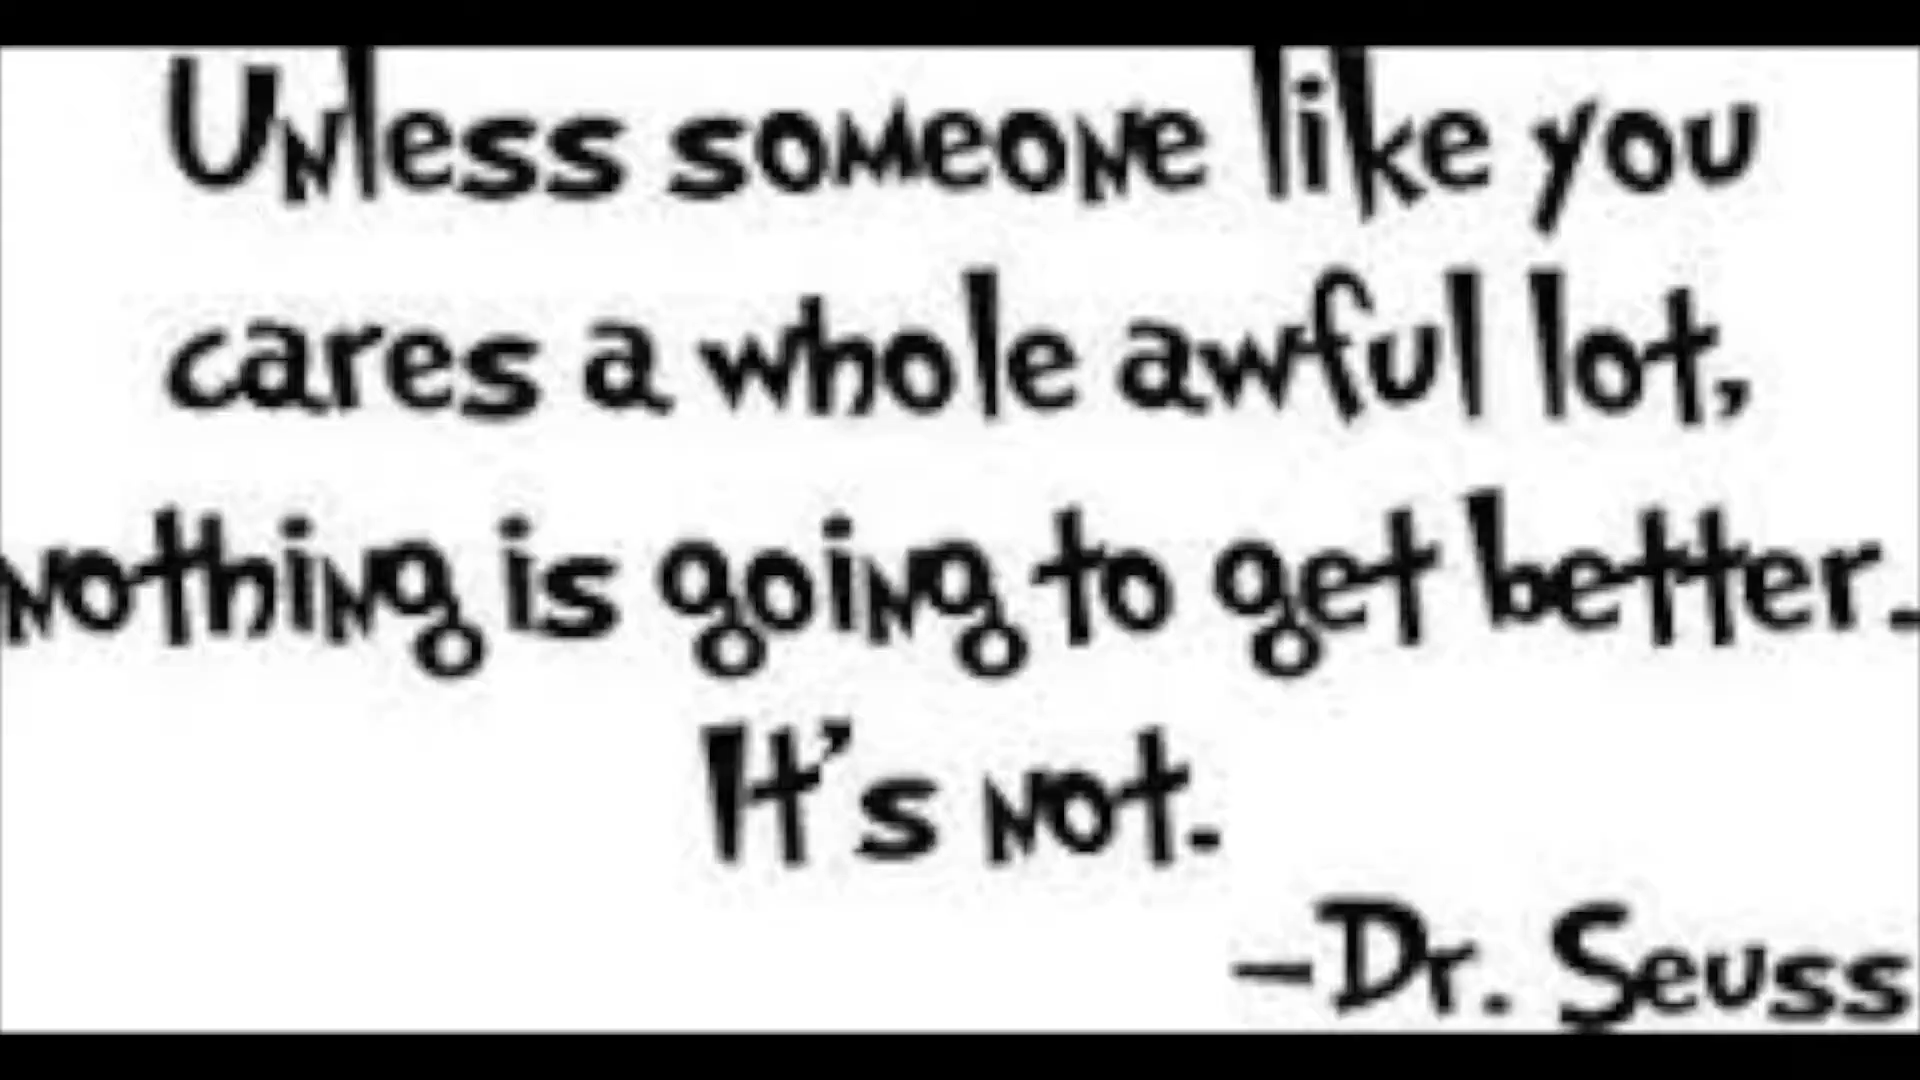 Unless someone like you
cares a whole awful lot,
nothing is going to get better.
It's not.
-Dr. Seuss